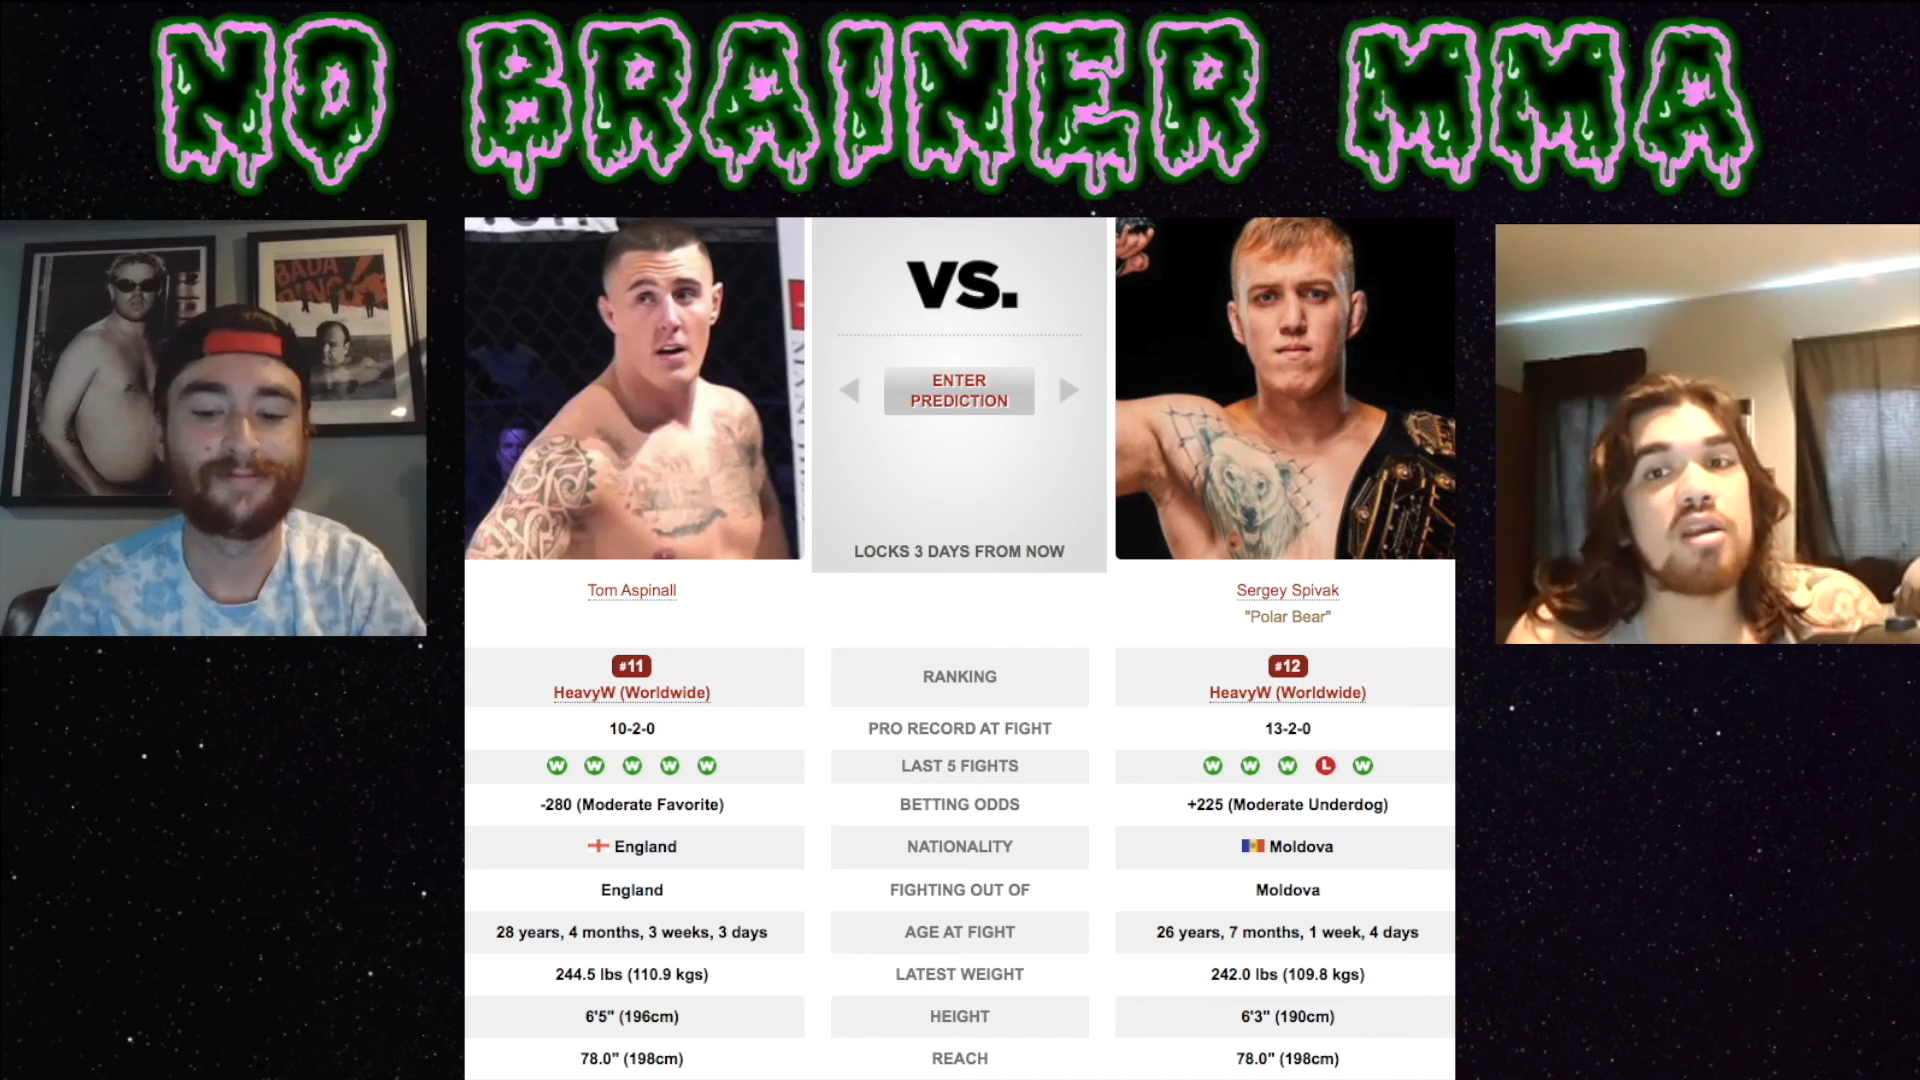 NO BRAINER MMA
BADA
BING
VS.
ENTER
PREDICTION
LOCKS 3 DAYS FROM NOW
Tom Aspinall
Sergey Spivak
"Polar Bear"
#11
HeavyW (Worldwide)
RANKING
#12
HeavyW (Worldwide)
10-2-0
PRO RECORD AT FIGHT
13-2-0
W W W W W
LAST 5 FIGHTS
W W W L W
-280 (Moderate Favorite)
BETTING ODDS
+225 (Moderate Underdog)
England
NATIONALITY
Moldova
England
FIGHTING OUT OF
Moldova
28 years, 4 months, 3 weeks, 3 days
AGE AT FIGHT
26 years, 7 months, 1 week, 4 days
244.5 lbs (110.9 kgs)
LATEST WEIGHT
242.0 lbs (109.8 kgs)
6'5" (196cm)
HEIGHT
6'3" (190cm)
78.0" (198cm)
REACH
78.0" (198cm)